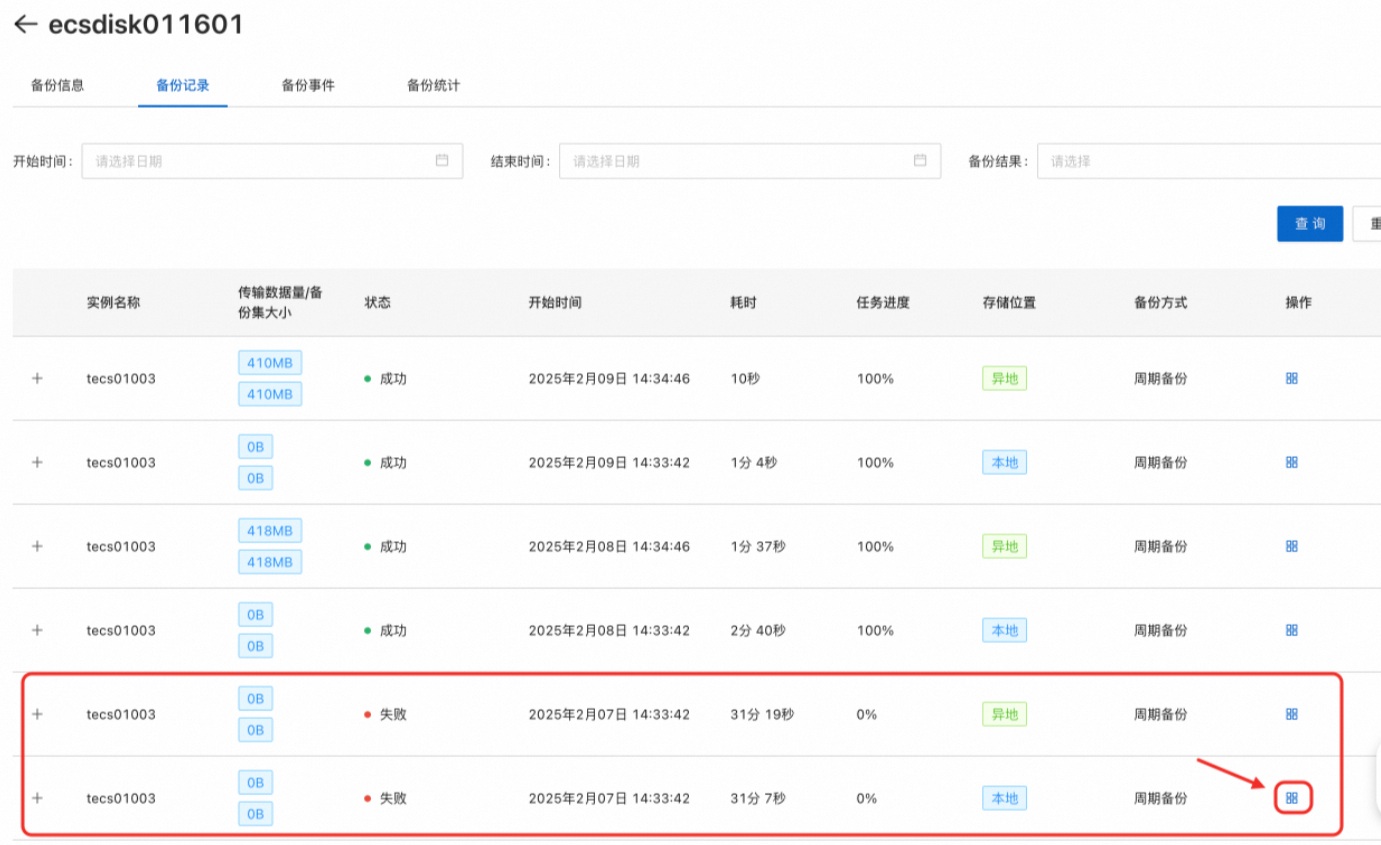 ecsdisk011601
备份信息 备份记录 备份事件 备份统计
开始时间: 请选择日期 结束时间: 请选择日期 备份结果: 请选择
查 询 重
实例名称 传输数据量/备份集大小 状态 开始时间 耗时 任务进度 存储位置 备份方式 操作
tecs01003 410MB 410MB 成功 2025年2月09日 14:34:46 10秒 100% 异地 周期备份
tecs01003 0B 0B 成功 2025年2月09日 14:33:42 1分 4秒 100% 本地 周期备份
tecs01003 418MB 418MB 成功 2025年2月08日 14:34:46 1分 37秒 100% 异地 周期备份
tecs01003 0B 0B 成功 2025年2月08日 14:33:42 2分 40秒 100% 本地 周期备份
tecs01003 0B 0B 失败 2025年2月07日 14:33:42 31分 19秒 0% 异地 周期备份
tecs01003 0B 0B 失败 2025年2月07日 14:33:42 31分 7秒 0% 本地 周期备份